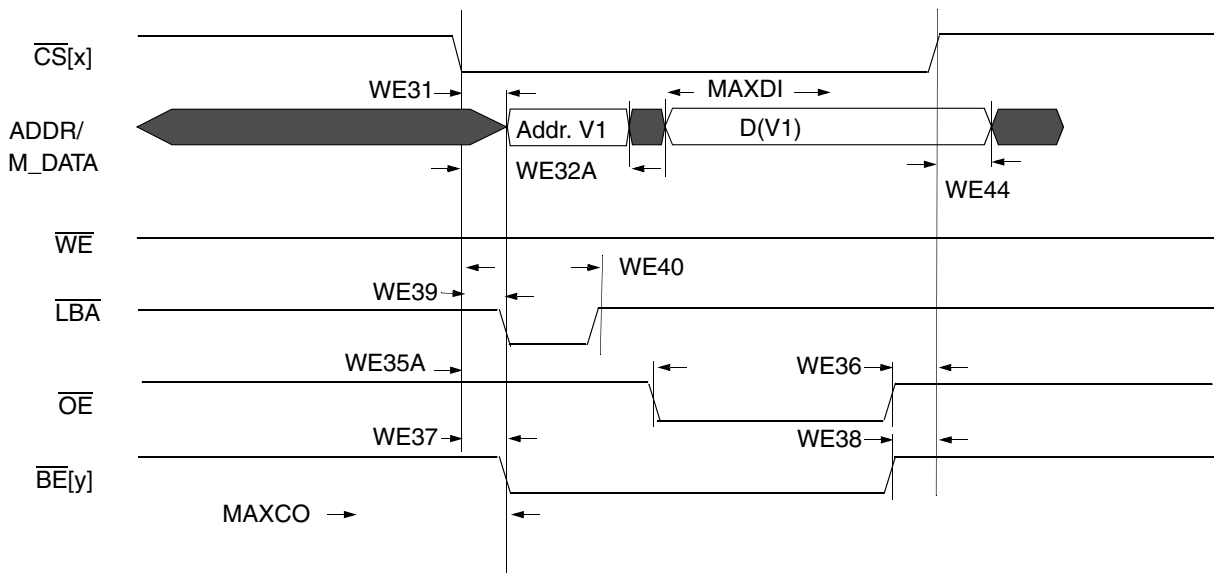 CS[x]
WE31
MAXDI
ADDR/
M_DATA
Addr. V1
D(V1)
WE32A
WE44
WE
WE40
WE39
LBA
WE35A
WE36
OE
WE37
WE38
BE[y]
MAXCO